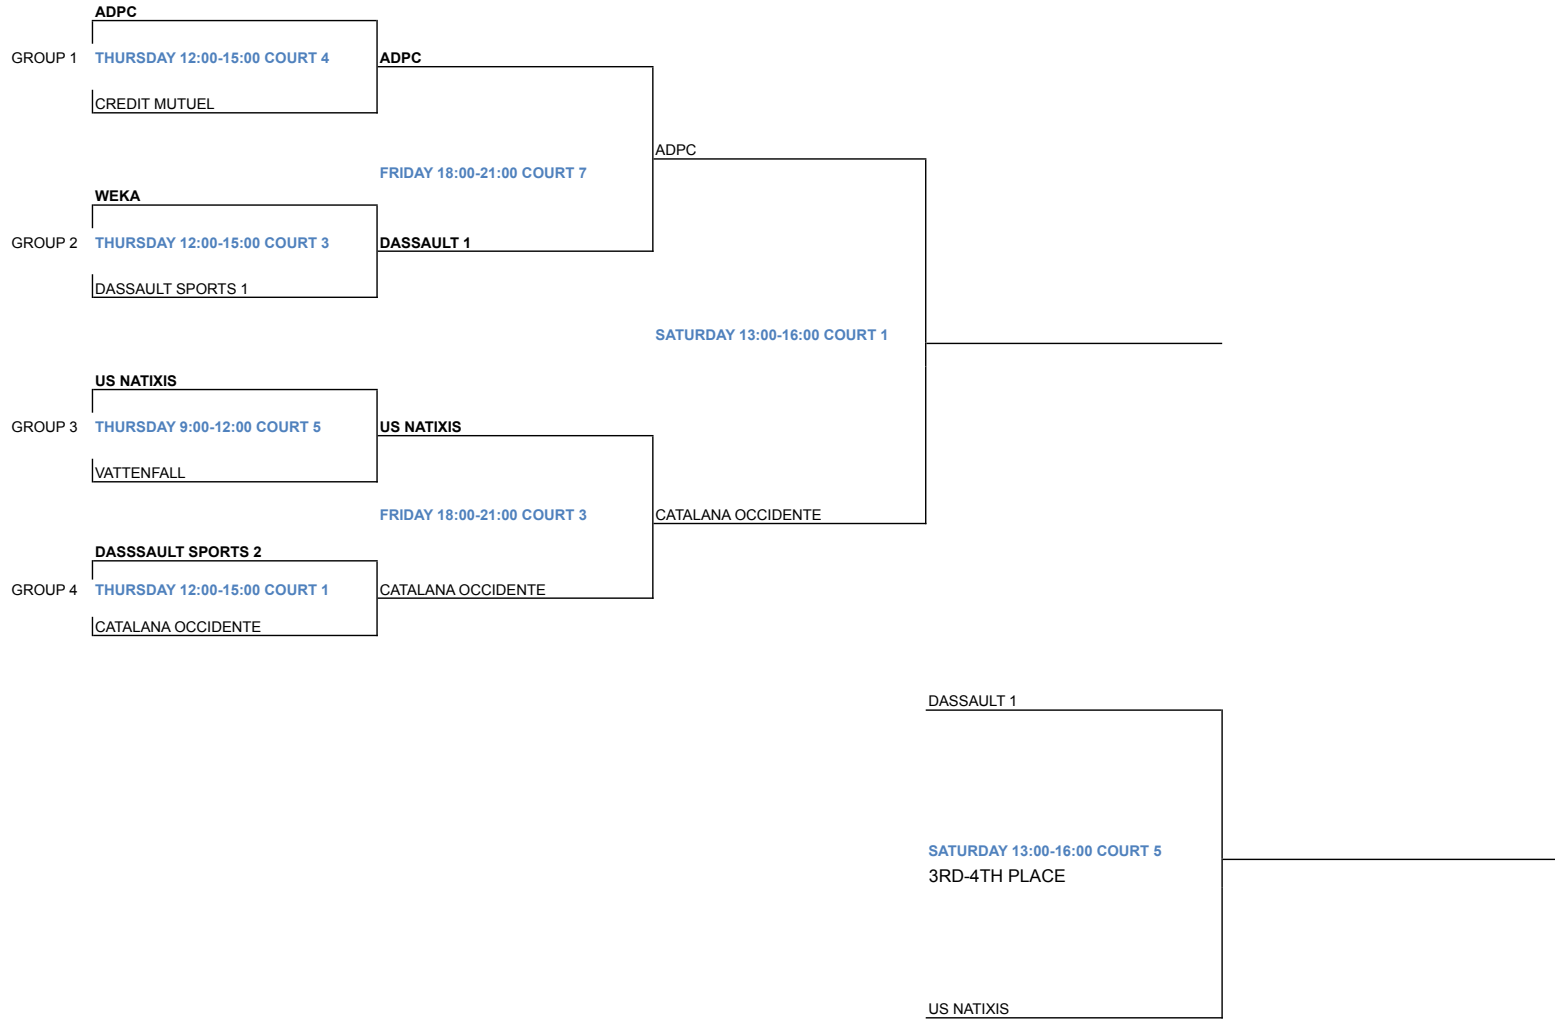 ADPC
GROUP 1 THURSDAY 12:00-15:00 COURT 4 ADPC
CREDIT MUTUEL
ADPC
FRIDAY 18:00-21:00 COURT 7
WEKA
GROUP 2 THURSDAY 12:00-15:00 COURT 3 DASSAULT 1
DASSAULT SPORTS 1
SATURDAY 13:00-16:00 COURT 1
US NATIXIS
GROUP 3 THURSDAY 9:00-12:00 COURT 5 US NATIXIS
VATTENFALL
FRIDAY 18:00-21:00 COURT 3 CATALANA OCCIDENTE
DASSSAULT SPORTS 2
GROUP 4 THURSDAY 12:00-15:00 COURT 1 CATALANA OCCIDENTE
CATALANA OCCIDENTE
DASSAULT 1
SATURDAY 13:00-16:00 COURT 5
3RD-4TH PLACE
US NATIXIS